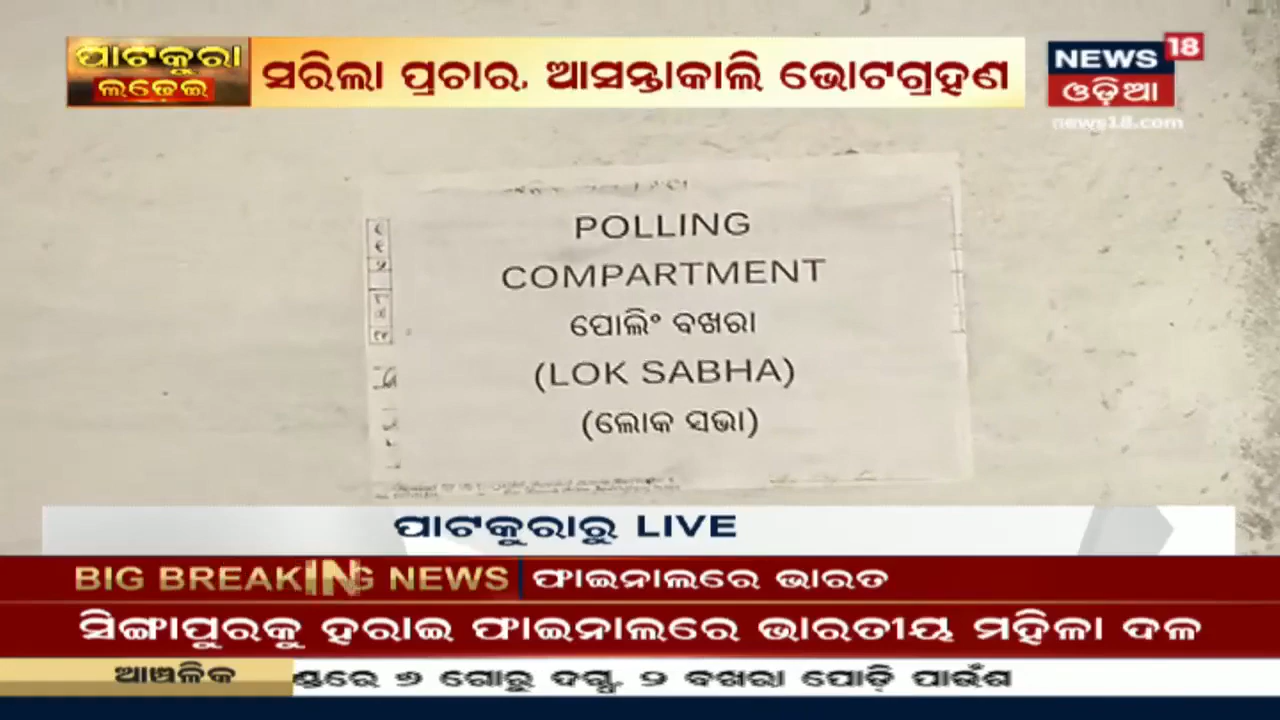 ପାଟକୁରା
ଲଢ଼େଇ
ସରିଲା ପ୍ରଚାର, ଆସନ୍ତାକାଲି ଭୋଟଗ୍ରହଣ
NEWS 18
ଓଡ଼ିଆ
news18.com
POLLING
COMPARTMENT
ପୋଲିଂ ବଖରା
(LOK SABHA)
(ଲୋକ ସଭା)
ପାଟକୁରାରୁ LIVE
BIG BREAKING NEWS ଫାଇନାଲରେ ଭାରତ
ସିଙ୍ଗାପୁରକୁ ହରାଇ ଫାଇନାଲରେ ଭାରତୀୟ ମହିଳା ଦଳ
ଆଞ୍ଚଳିକ ୬ ଗୋରୁ ଦଗ୍ଧ, ୨ ବଖରା ପୋଡ଼ି ପାଉଁଶ